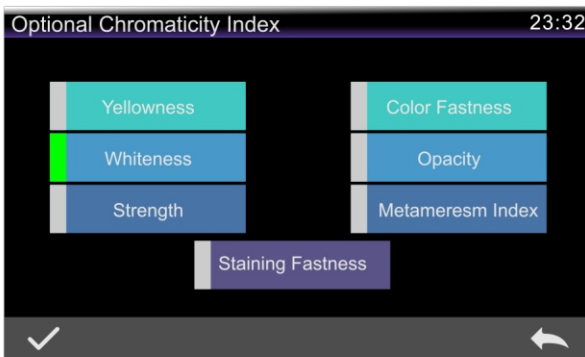 Optional Chromaticity Index 23:32
Yellowness Color Fastness
Whiteness Opacity
Strength Metameresm Index
Staining Fastness